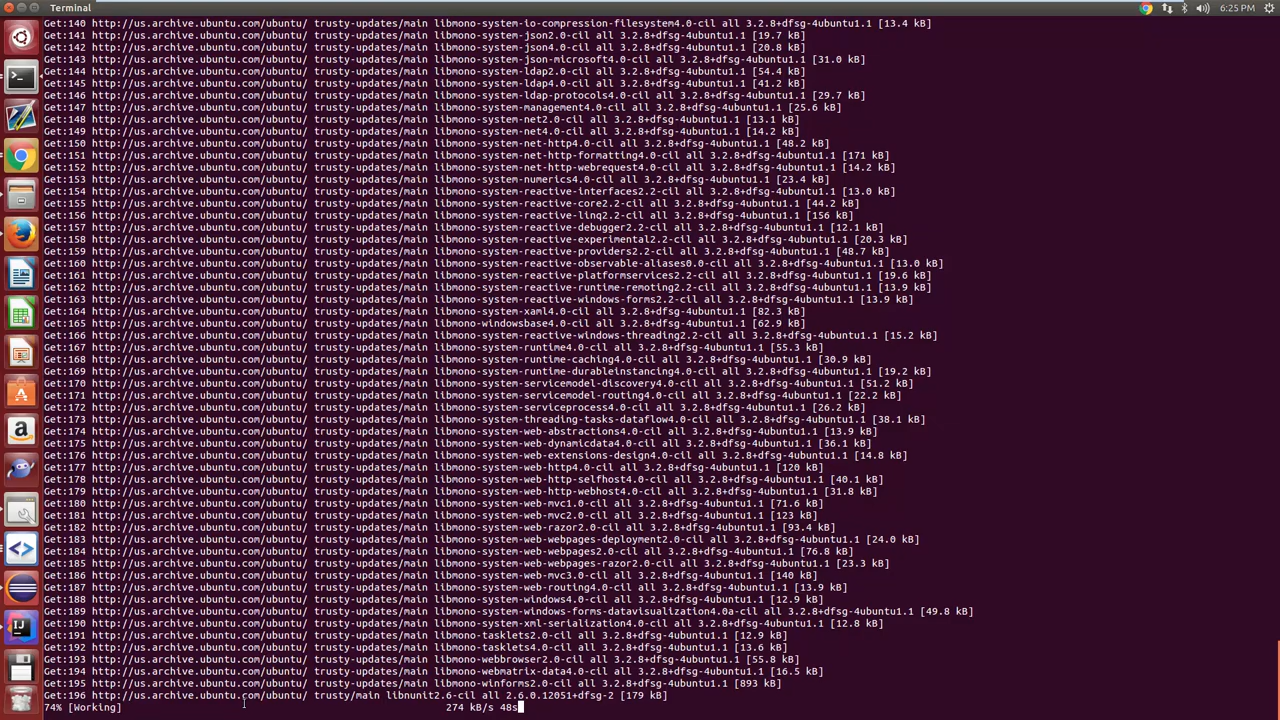 Terminal
6:25 PM
Get:140 http://us.archive.ubuntu.com/ubuntu/ trusty-updates/main libmono-system-io-compression-filesystem4.0-cil all 3.2.8+dfsg-4ubuntu1.1 [13.4 kB]
Get:141 http://us.archive.ubuntu.com/ubuntu/ trusty-updates/main libmono-system-json2.0-cil all 3.2.8+dfsg-4ubuntu1.1 [19.7 kB]
Get:142 http://us.archive.ubuntu.com/ubuntu/ trusty-updates/main libmono-system-json4.0-cil all 3.2.8+dfsg-4ubuntu1.1 [20.8 kB]
Get:143 http://us.archive.ubuntu.com/ubuntu/ trusty-updates/main libmono-system-json-microsoft4.0-cil all 3.2.8+dfsg-4ubuntu1.1 [31.0 kB]
Get:144 http://us.archive.ubuntu.com/ubuntu/ trusty-updates/main libmono-system-ldap2.0-cil all 3.2.8+dfsg-4ubuntu1.1 [54.4 kB]
Get:145 http://us.archive.ubuntu.com/ubuntu/ trusty-updates/main libmono-system-ldap4.0-cil all 3.2.8+dfsg-4ubuntu1.1 [41.2 kB]
Get:146 http://us.archive.ubuntu.com/ubuntu/ trusty-updates/main libmono-system-ldap-protocols4.0-cil all 3.2.8+dfsg-4ubuntu1.1 [29.7 kB]
Get:147 http://us.archive.ubuntu.com/ubuntu/ trusty-updates/main libmono-system-management4.0-cil all 3.2.8+dfsg-4ubuntu1.1 [25.6 kB]
Get:148 http://us.archive.ubuntu.com/ubuntu/ trusty-updates/main libmono-system-net2.0-cil all 3.2.8+dfsg-4ubuntu1.1 [13.1 kB]
Get:149 http://us.archive.ubuntu.com/ubuntu/ trusty-updates/main libmono-system-net4.0-cil all 3.2.8+dfsg-4ubuntu1.1 [14.2 kB]
Get:150 http://us.archive.ubuntu.com/ubuntu/ trusty-updates/main libmono-system-net-http4.0-cil all 3.2.8+dfsg-4ubuntu1.1 [48.2 kB]
Get:151 http://us.archive.ubuntu.com/ubuntu/ trusty-updates/main libmono-system-net-http-formatting4.0-cil all 3.2.8+dfsg-4ubuntu1.1 [171 kB]
Get:152 http://us.archive.ubuntu.com/ubuntu/ trusty-updates/main libmono-system-net-http-webrequest4.0-cil all 3.2.8+dfsg-4ubuntu1.1 [14.2 kB]
Get:153 http://us.archive.ubuntu.com/ubuntu/ trusty-updates/main libmono-system-numerics4.0-cil all 3.2.8+dfsg-4ubuntu1.1 [23.4 kB]
Get:154 http://us.archive.ubuntu.com/ubuntu/ trusty-updates/main libmono-system-reactive-interfaces2.2-cil all 3.2.8+dfsg-4ubuntu1.1 [13.0 kB]
Get:155 http://us.archive.ubuntu.com/ubuntu/ trusty-updates/main libmono-system-reactive-core2.2-cil all 3.2.8+dfsg-4ubuntu1.1 [44.2 kB]
Get:156 http://us.archive.ubuntu.com/ubuntu/ trusty-updates/main libmono-system-reactive-linq2.2-cil all 3.2.8+dfsg-4ubuntu1.1 [156 kB]
Get:157 http://us.archive.ubuntu.com/ubuntu/ trusty-updates/main libmono-system-reactive-debugger2.2-cil all 3.2.8+dfsg-4ubuntu1.1 [12.1 kB]
Get:158 http://us.archive.ubuntu.com/ubuntu/ trusty-updates/main libmono-system-reactive-experimental2.2-cil all 3.2.8+dfsg-4ubuntu1.1 [20.3 kB]
Get:159 http://us.archive.ubuntu.com/ubuntu/ trusty-updates/main libmono-system-reactive-providers2.2-cil all 3.2.8+dfsg-4ubuntu1.1 [48.7 kB]
Get:160 http://us.archive.ubuntu.com/ubuntu/ trusty-updates/main libmono-system-reactive-observable-aliases0.0-cil all 3.2.8+dfsg-4ubuntu1.1 [13.0 kB]
Get:161 http://us.archive.ubuntu.com/ubuntu/ trusty-updates/main libmono-system-reactive-platformservices2.2-cil all 3.2.8+dfsg-4ubuntu1.1 [19.6 kB]
Get:162 http://us.archive.ubuntu.com/ubuntu/ trusty-updates/main libmono-system-reactive-runtime-remoting2.2-cil all 3.2.8+dfsg-4ubuntu1.1 [13.9 kB]
Get:163 http://us.archive.ubuntu.com/ubuntu/ trusty-updates/main libmono-system-reactive-windows-forms2.2-cil all 3.2.8+dfsg-4ubuntu1.1 [13.9 kB]
Get:164 http://us.archive.ubuntu.com/ubuntu/ trusty-updates/main libmono-system-xaml4.0-cil all 3.2.8+dfsg-4ubuntu1.1 [82.3 kB]
Get:165 http://us.archive.ubuntu.com/ubuntu/ trusty-updates/main libmono-windowsbase4.0-cil all 3.2.8+dfsg-4ubuntu1.1 [62.9 kB]
Get:166 http://us.archive.ubuntu.com/ubuntu/ trusty-updates/main libmono-system-reactive-windows-threading2.2-cil all 3.2.8+dfsg-4ubuntu1.1 [15.2 kB]
Get:167 http://us.archive.ubuntu.com/ubuntu/ trusty-updates/main libmono-system-runtime4.0-cil all 3.2.8+dfsg-4ubuntu1.1 [55.3 kB]
Get:168 http://us.archive.ubuntu.com/ubuntu/ trusty-updates/main libmono-system-runtime-caching4.0-cil all 3.2.8+dfsg-4ubuntu1.1 [30.9 kB]
Get:169 http://us.archive.ubuntu.com/ubuntu/ trusty-updates/main libmono-system-runtime-durableinstancing4.0-cil all 3.2.8+dfsg-4ubuntu1.1 [19.2 kB]
Get:170 http://us.archive.ubuntu.com/ubuntu/ trusty-updates/main libmono-system-servicemodel-discovery4.0-cil all 3.2.8+dfsg-4ubuntu1.1 [51.2 kB]
Get:171 http://us.archive.ubuntu.com/ubuntu/ trusty-updates/main libmono-system-servicemodel-routing4.0-cil all 3.2.8+dfsg-4ubuntu1.1 [22.2 kB]
Get:172 http://us.archive.ubuntu.com/ubuntu/ trusty-updates/main libmono-system-serviceprocess4.0-cil all 3.2.8+dfsg-4ubuntu1.1 [26.2 kB]
Get:173 http://us.archive.ubuntu.com/ubuntu/ trusty-updates/main libmono-system-threading-tasks-dataflow4.0-cil all 3.2.8+dfsg-4ubuntu1.1 [38.1 kB]
Get:174 http://us.archive.ubuntu.com/ubuntu/ trusty-updates/main libmono-system-web-abstractions4.0-cil all 3.2.8+dfsg-4ubuntu1.1 [13.9 kB]
Get:175 http://us.archive.ubuntu.com/ubuntu/ trusty-updates/main libmono-system-web-dynamicdata4.0-cil all 3.2.8+dfsg-4ubuntu1.1 [36.1 kB]
Get:176 http://us.archive.ubuntu.com/ubuntu/ trusty-updates/main libmono-system-web-extensions-design4.0-cil all 3.2.8+dfsg-4ubuntu1.1 [14.8 kB]
Get:177 http://us.archive.ubuntu.com/ubuntu/ trusty-updates/main libmono-system-web-http4.0-cil all 3.2.8+dfsg-4ubuntu1.1 [120 kB]
Get:178 http://us.archive.ubuntu.com/ubuntu/ trusty-updates/main libmono-system-web-http-selfhost4.0-cil all 3.2.8+dfsg-4ubuntu1.1 [40.1 kB]
Get:179 http://us.archive.ubuntu.com/ubuntu/ trusty-updates/main libmono-system-web-http-webhost4.0-cil all 3.2.8+dfsg-4ubuntu1.1 [31.8 kB]
Get:180 http://us.archive.ubuntu.com/ubuntu/ trusty-updates/main libmono-system-web-mvc1.0-cil all 3.2.8+dfsg-4ubuntu1.1 [71.6 kB]
Get:181 http://us.archive.ubuntu.com/ubuntu/ trusty-updates/main libmono-system-web-mvc2.0-cil all 3.2.8+dfsg-4ubuntu1.1 [123 kB]
Get:182 http://us.archive.ubuntu.com/ubuntu/ trusty-updates/main libmono-system-web-razor2.0-cil all 3.2.8+dfsg-4ubuntu1.1 [93.4 kB]
Get:183 http://us.archive.ubuntu.com/ubuntu/ trusty-updates/main libmono-system-web-webpages-deployment2.0-cil all 3.2.8+dfsg-4ubuntu1.1 [24.0 kB]
Get:184 http://us.archive.ubuntu.com/ubuntu/ trusty-updates/main libmono-system-web-webpages2.0-cil all 3.2.8+dfsg-4ubuntu1.1 [76.8 kB]
Get:185 http://us.archive.ubuntu.com/ubuntu/ trusty-updates/main libmono-system-web-webpages-razor2.0-cil all 3.2.8+dfsg-4ubuntu1.1 [23.3 kB]
Get:186 http://us.archive.ubuntu.com/ubuntu/ trusty-updates/main libmono-system-web-mvc3.0-cil all 3.2.8+dfsg-4ubuntu1.1 [140 kB]
Get:187 http://us.archive.ubuntu.com/ubuntu/ trusty-updates/main libmono-system-web-routing4.0-cil all 3.2.8+dfsg-4ubuntu1.1 [13.9 kB]
Get:188 http://us.archive.ubuntu.com/ubuntu/ trusty-updates/main libmono-system-windows4.0-cil all 3.2.8+dfsg-4ubuntu1.1 [12.9 kB]
Get:189 http://us.archive.ubuntu.com/ubuntu/ trusty-updates/main libmono-system-windows-forms-datavisualization4.0a-cil all 3.2.8+dfsg-4ubuntu1.1 [49.8 kB]
Get:190 http://us.archive.ubuntu.com/ubuntu/ trusty-updates/main libmono-system-xml-serialization4.0-cil all 3.2.8+dfsg-4ubuntu1.1 [12.8 kB]
Get:191 http://us.archive.ubuntu.com/ubuntu/ trusty-updates/main libmono-tasklets2.0-cil all 3.2.8+dfsg-4ubuntu1.1 [12.9 kB]
Get:192 http://us.archive.ubuntu.com/ubuntu/ trusty-updates/main libmono-tasklets4.0-cil all 3.2.8+dfsg-4ubuntu1.1 [13.6 kB]
Get:193 http://us.archive.ubuntu.com/ubuntu/ trusty-updates/main libmono-webbrowser2.0-cil all 3.2.8+dfsg-4ubuntu1.1 [55.8 kB]
Get:194 http://us.archive.ubuntu.com/ubuntu/ trusty-updates/main libmono-webmatrix-data4.0-cil all 3.2.8+dfsg-4ubuntu1.1 [16.5 kB]
Get:195 http://us.archive.ubuntu.com/ubuntu/ trusty-updates/main libmono-winforms2.0-cil all 3.2.8+dfsg-4ubuntu1.1 [893 kB]
Get:196 http://us.archive.ubuntu.com/ubuntu/ trusty/main libnunit2.6-cil all 2.6.0.12051+dfsg-2 [179 kB]
74% [Working] 274 kB/s 48s